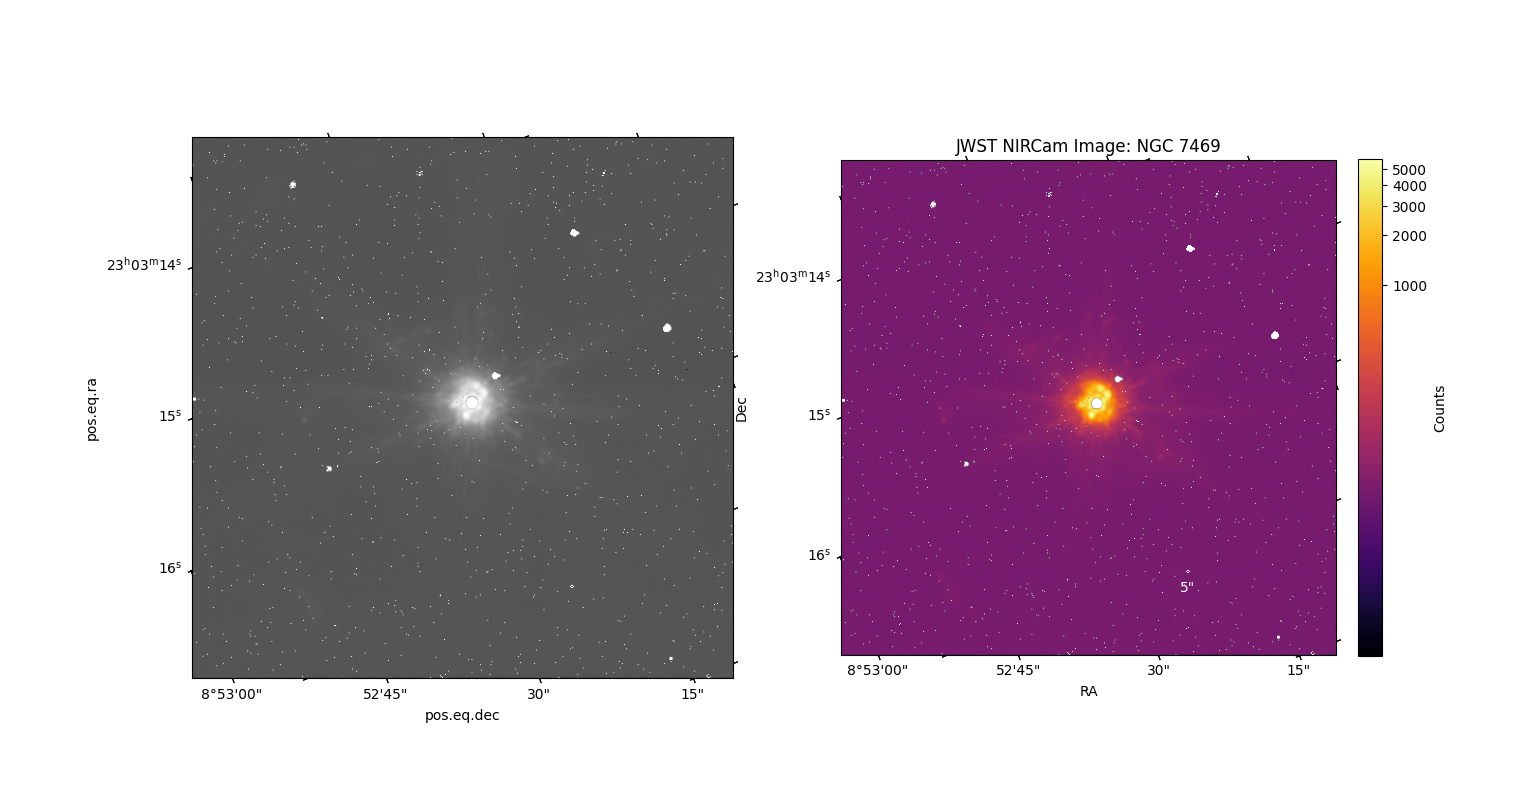 23ʰ03ᵐ14ˢ
15ˢ
16ˢ
pos.eq.ra
8°53'00"
52'45"
30"
15"
pos.eq.dec
JWST NIRCam Image: NGC 7469
23ʰ03ᵐ14ˢ
15ˢ
16ˢ
Dec
5"
8°53'00"
52'45"
30"
15"
RA
5000
4000
3000
2000
1000
Counts